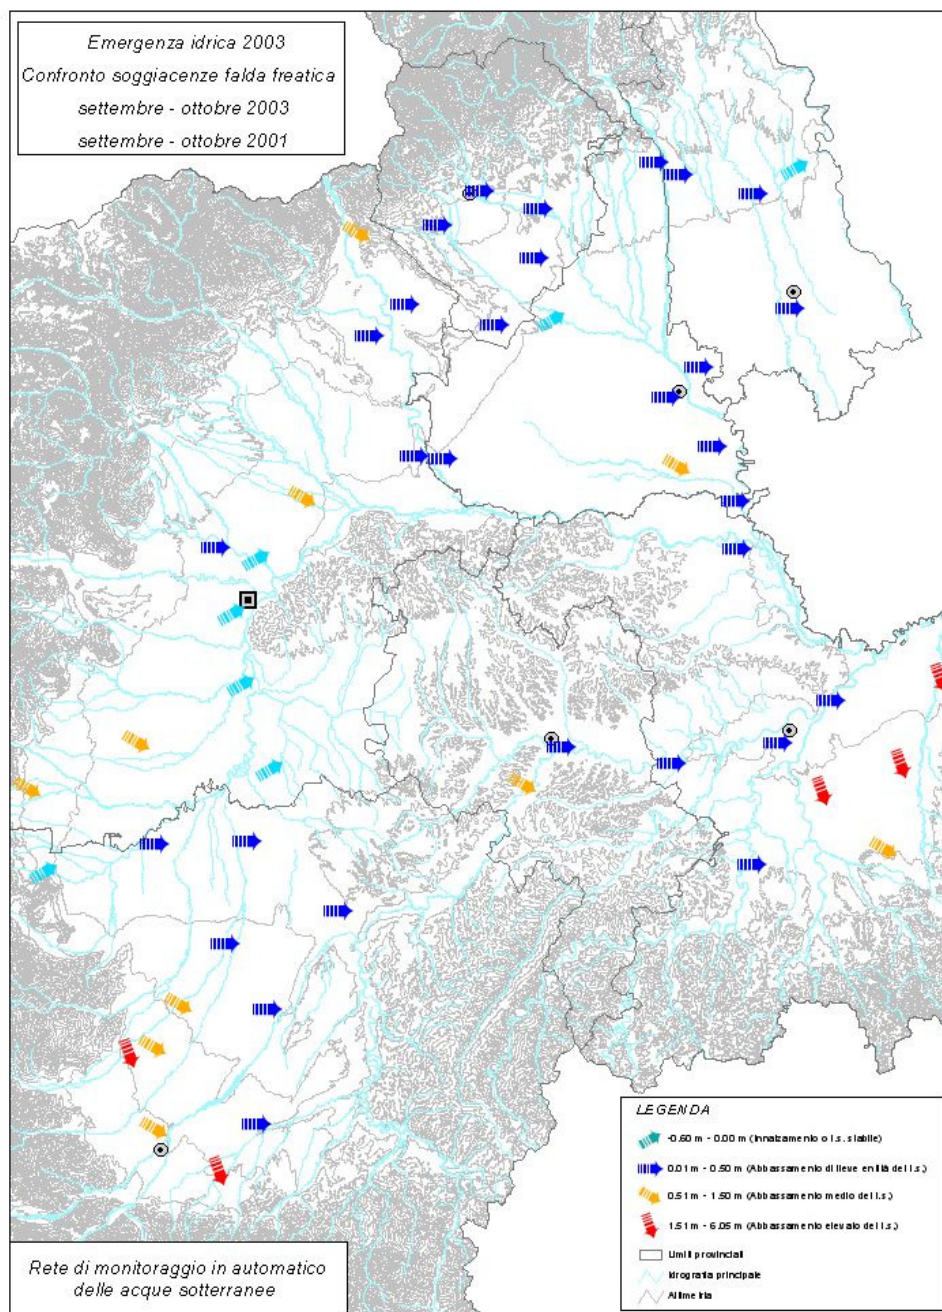 Emergenza idrica 2003
Confronto soggiacenze falda freatica
settembre - ottobre 2003
settembre - ottobre 2001
LEGENDA
-0.60 m - 0.00 m (Innalzamento o l.s. stabile)
0.01 m - 0.50 m (Abbassamento di lieve entità del l.s.)
0.51 m - 1.50 m (Abbassamento medio del l.s.)
1.51 m - 6.05 m (Abbassamento elevato del l.s.)
Limiti provinciali
Idrografia principale
Altimetria
Rete di monitoraggio in automatico
delle acque sotterranee